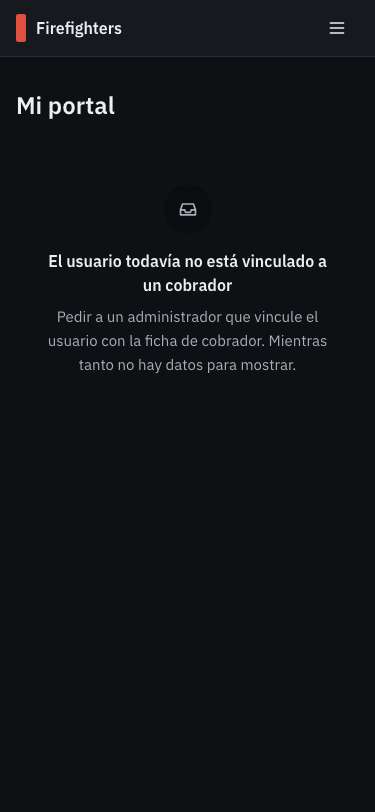 Firefighters
Mi portal
El usuario todavía no está vinculado a
un cobrador
Pedir a un administrador que vincule el
usuario con la ficha de cobrador. Mientras
tanto no hay datos para mostrar.